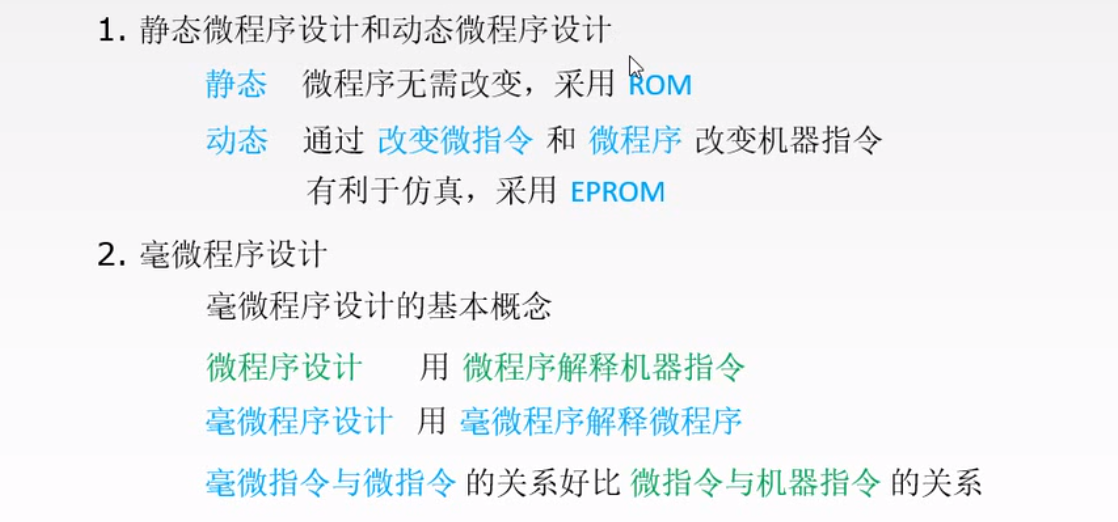 1. 静态微程序设计和动态微程序设计
静态 微程序无需改变，采用 ROM
动态 通过 改变微指令 和 微程序 改变机器指令
有利于仿真，采用 EPROM
2. 毫微程序设计
毫微程序设计的基本概念
微程序设计 用 微程序解释机器指令
毫微程序设计 用 毫微程序解释微程序
毫微指令与微指令 的关系好比 微指令与机器指令 的关系